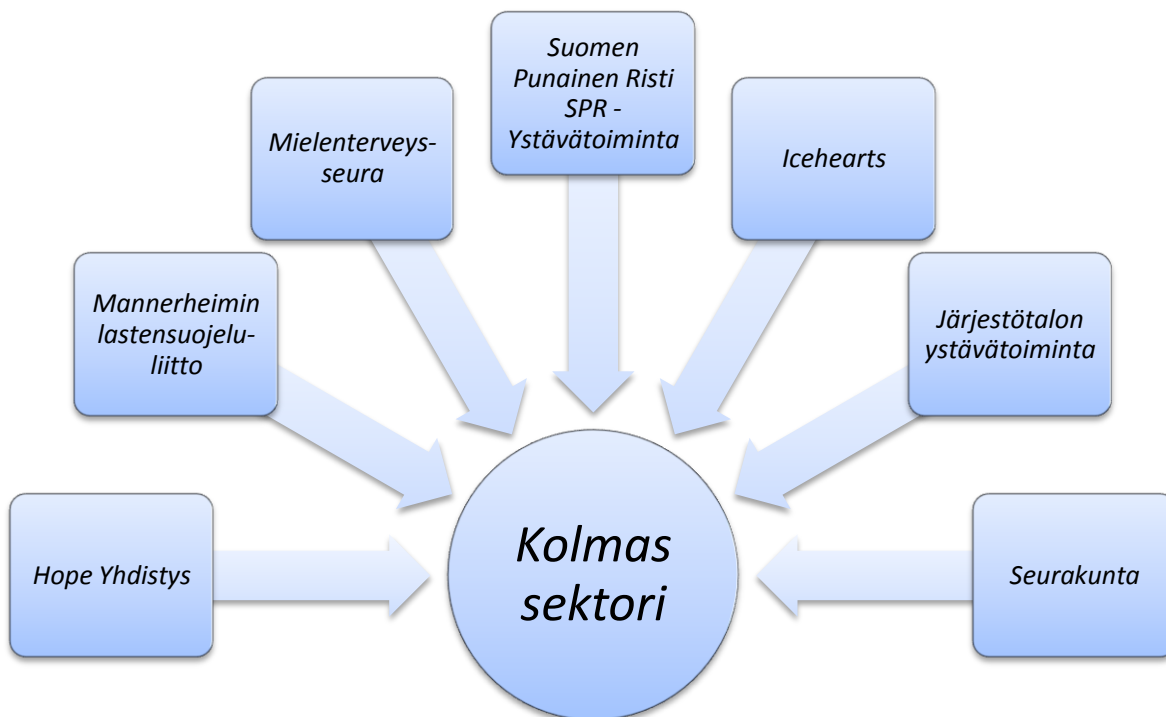 Suomen
Punainen Risti
SPR -
Ystävätoiminta
Mielenterveys-
seura
Icehearts
Mannerheimin
lastensuojelu-
liitto
Järjestötalon
ystävätoiminta
Hope Yhdistys
Kolmas
sektori
Seurakunta